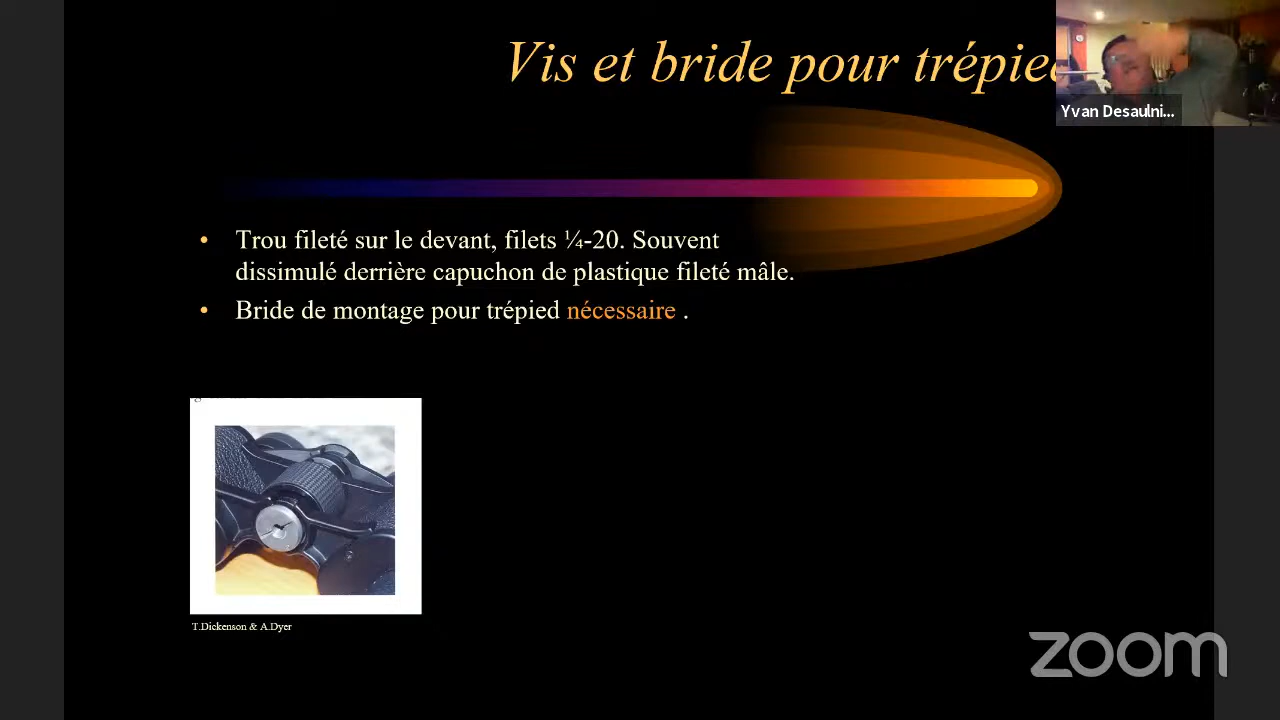 Vis et bride pour trépied
Yvan Desaulni...
• Trou fileté sur le devant, filets ¼-20. Souvent
dissimulé derrière capuchon de plastique fileté mâle.
• Bride de montage pour trépied nécessaire .
T.Dickenson & A.Dyer
zoom